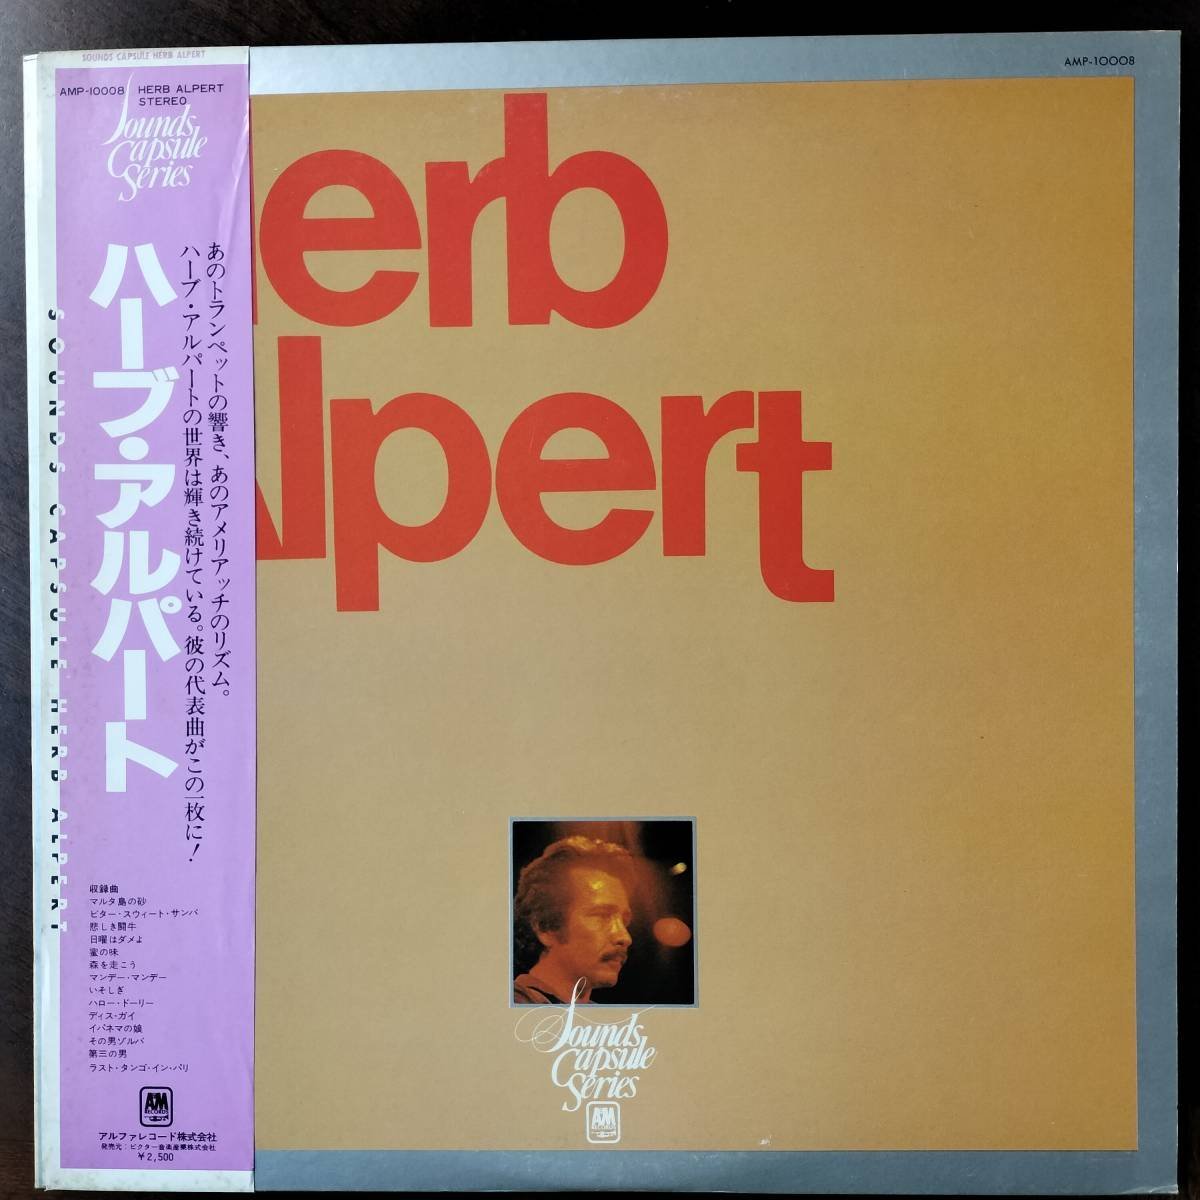 SOUNDS CAPSULE HERB ALPERT
AMP-10008 HERB ALPERT
STEREO
Sounds
Capsule
Series
ハーブ・アルパート
あのトランペットの響き、あのアメリアッチのリズム。
ハーブ・アルパートの世界は輝き続けている。彼の代表曲がこの一枚に!
収録曲
マルタ島の砂
ビター・スウィート・サンバ
悲しき闘牛
日曜はダメよ
蜜の味
森を走こう
マンデー・マンデー
いそしぎ
ハロー・ドーリー
ディス・ガイ
イパネマの娘
その男ゾルバ
第三の男
ラスト・タンゴ・イン・パリ
A&M
RECORDS
アルファレコード株式会社
発売元:ビクター音楽産業株式会社
¥2,500
SOUNDS CAPSULE HERB ALPERT
AMP-10008
Herb
Alpert
Sounds
Capsule
Series
A&M
RECORDS